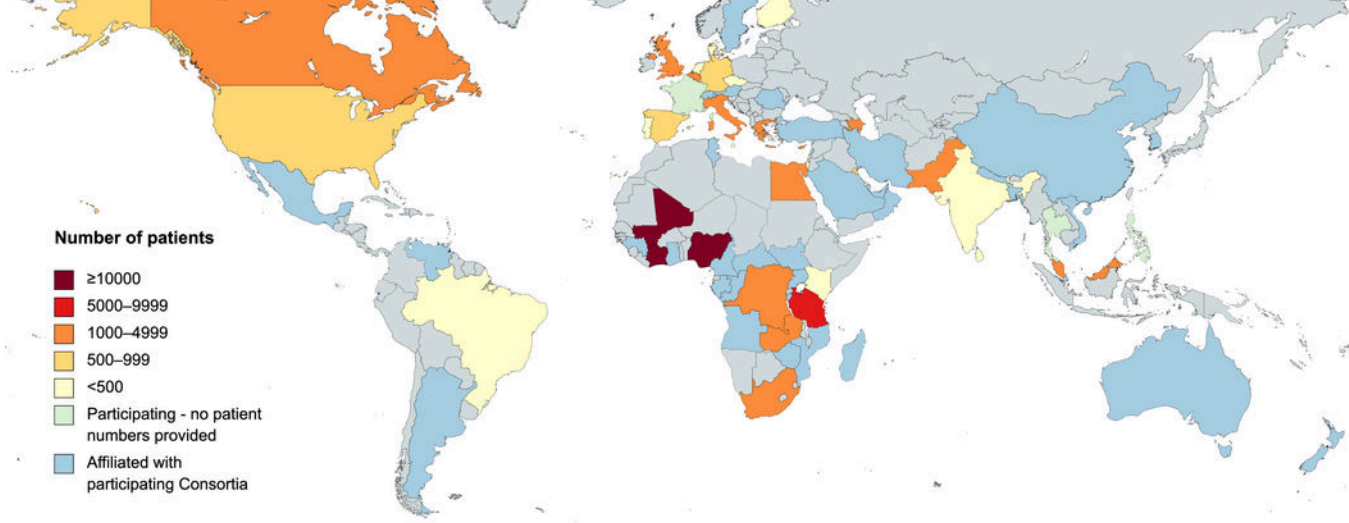 Number of patients
≥10000
5000–9999
1000–4999
500–999
<500
Participating - no patient
numbers provided
Affiliated with
participating Consortia